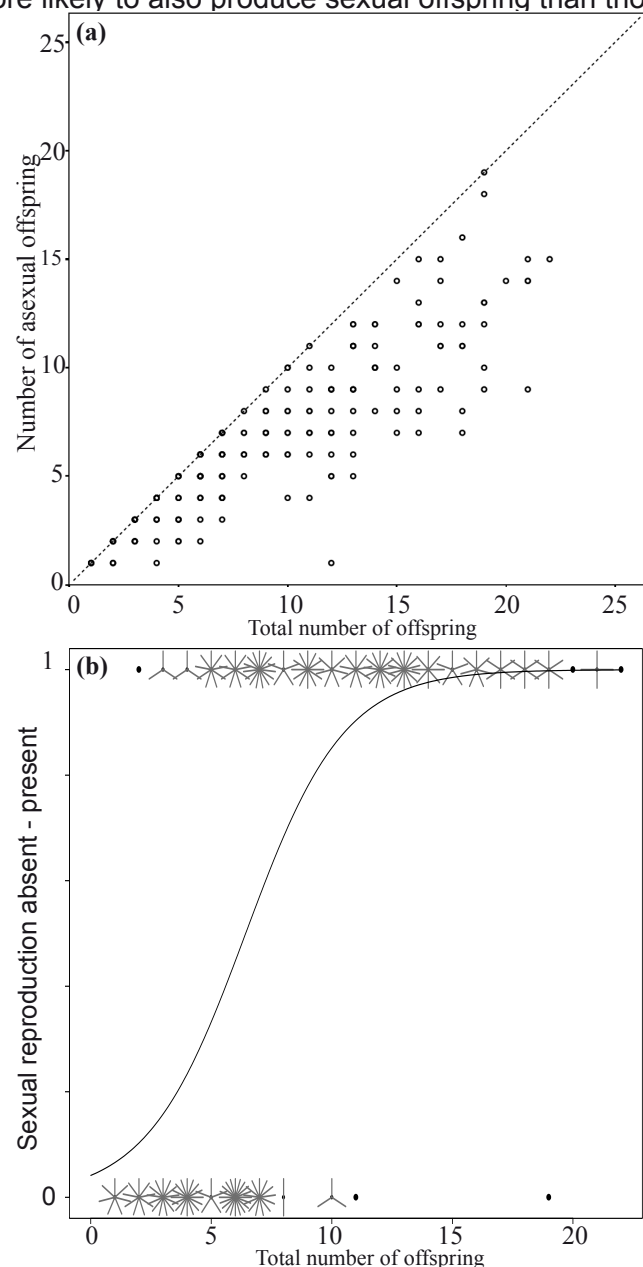 ore likely to also produce sexual offspring than tho
(a)
25
20
15
10
5
0
Number of asexual offspring
0 5 10 15 20 25
Total number of offspring
(b)
1
0
Sexual reproduction absent - present
0 5 10 15 20
Total number of offspring